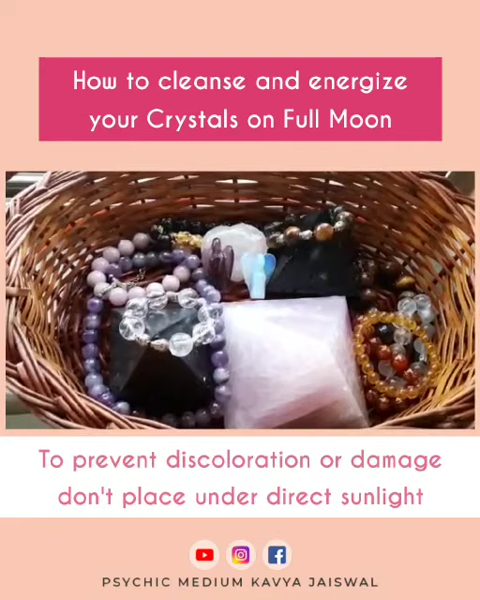 How to cleanse and energize
your Crystals on Full Moon
To prevent discoloration or damage
don't place under direct sunlight
PSYCHIC MEDIUM KAVYA JAISWAL